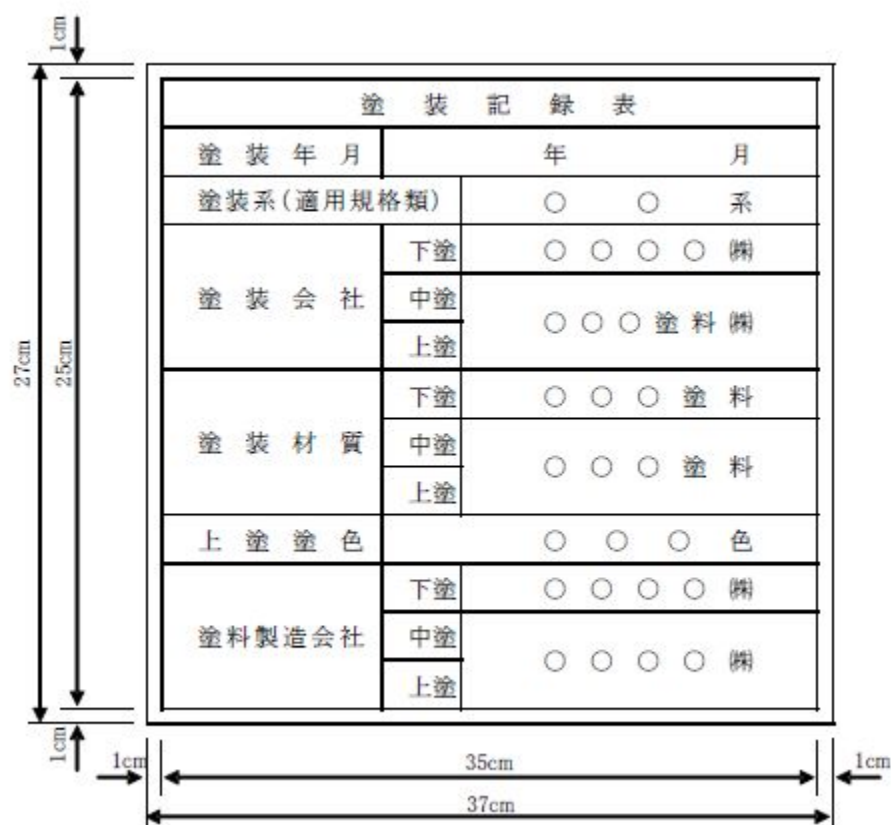 1cm
塗装記録表
塗装年月 年 月
塗装系(適用規格類) ○ ○ 系
塗装会社 下塗 ○○○○㈱
中塗 ○○○塗料㈱
上塗
塗装材質 下塗 ○○○塗料
中塗 ○○○塗料
上塗
上塗塗色 ○○○色
塗料製造会社 下塗 ○○○○㈱
中塗 ○○○○㈱
上塗
27cm
25cm
1cm
1cm 35cm 1cm
37cm